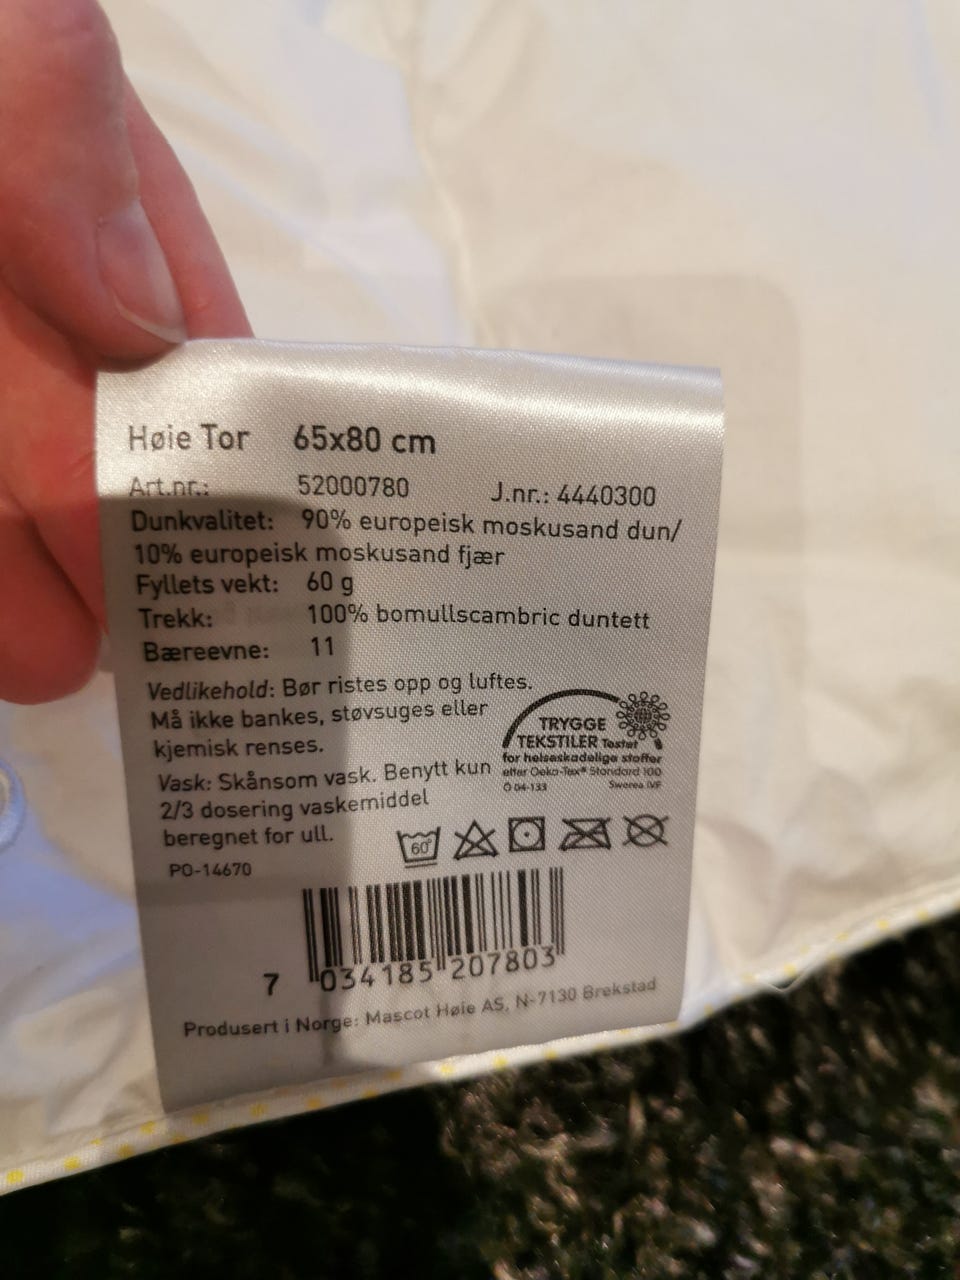 Høie Tor 65x80 cm
Art.nr.: 52000780 J.nr.: 4440300
Dunkvalitet: 90% europeisk moskusand dun/
10% europeisk moskusand fjær
Fyllets vekt: 60 g
Trekk: 100% bomullscambric duntett
Bæreevne: 11
Vedlikehold: Bør ristes opp og luftes.
Må ikke bankes, støvsuges eller
kjemisk renses.
Vask: Skånsom vask. Benytt kun
2/3 dosering vaskemiddel
beregnet for ull.
TRYGGE
TEKSTILER Testet
for helseskadelige stoffer
etter Oeko-Tex® Standard 100
Ö 04-133 Swerea IVF
60°
PO-14670
7 034185 207803
Produsert i Norge: Mascot Høie AS, N-7130 Brekstad